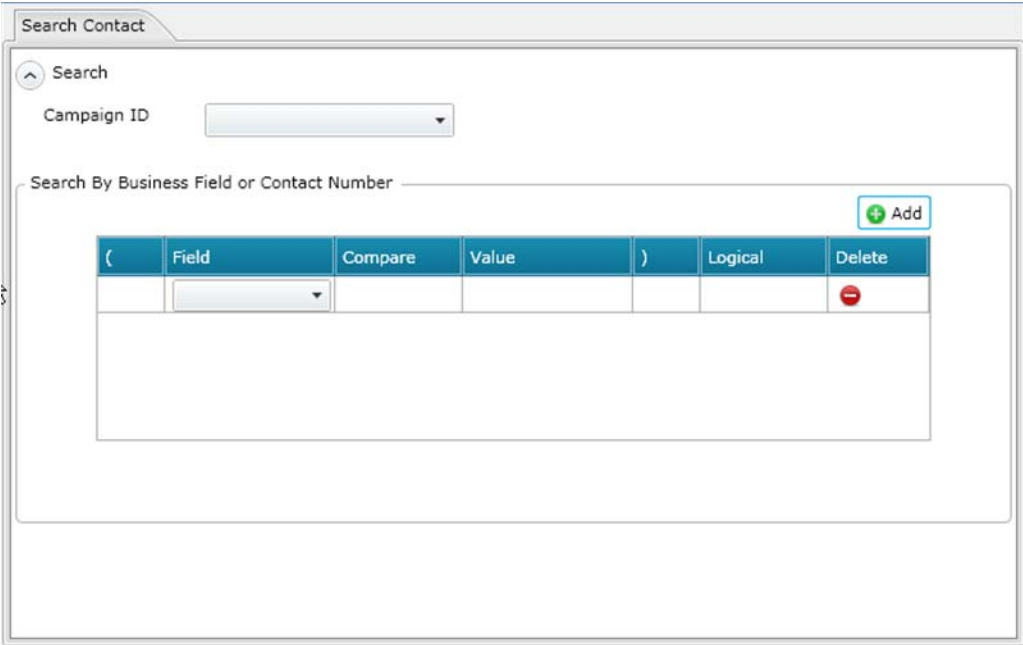 Search Contact
Search
Campaign ID
Search By Business Field or Contact Number
Add
( Field Compare Value ) Logical Delete